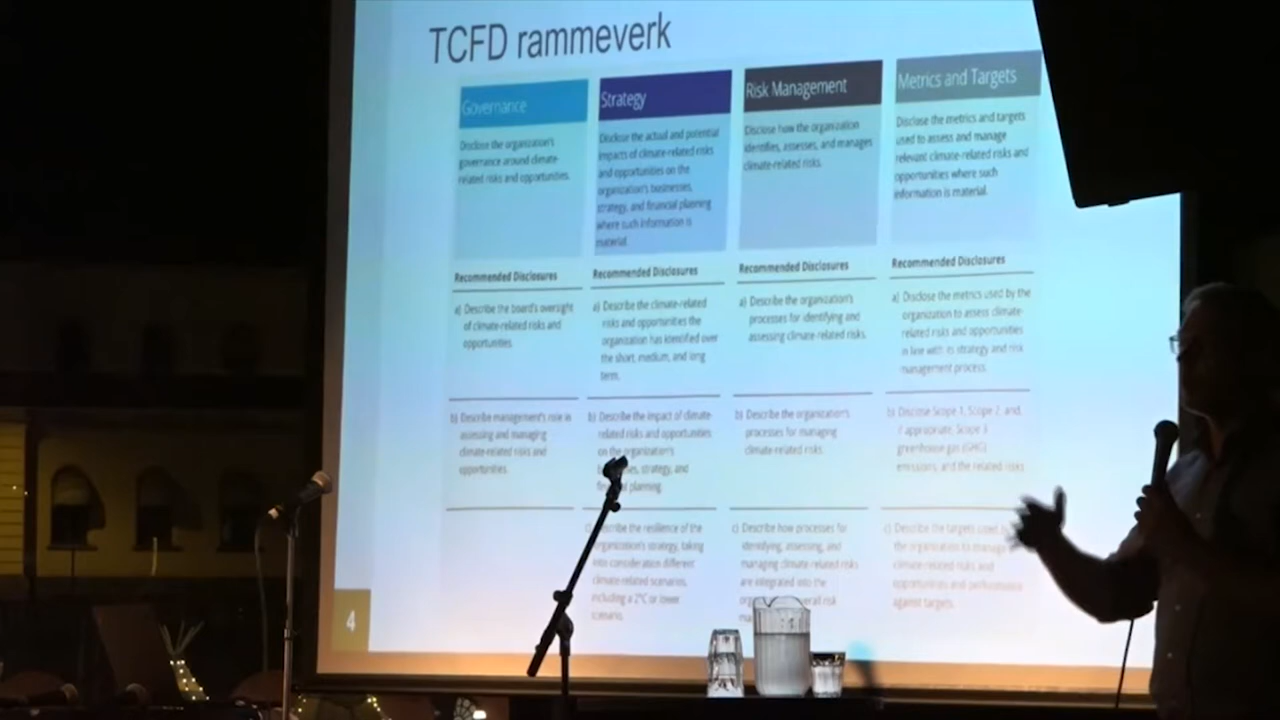 TCFD rammeverk
Governance
Disclose the organization's
governance around climate-
related risks and opportunities.
Recommended Disclosures
a) Describe the board's oversight
of climate-related risks and
opportunities.
b) Describe management's role in
assessing and managing
climate-related risks and
opportunities.
Strategy
Disclose the actual and potential
impacts of climate-related risks
and opportunities on the
organization's businesses,
strategy, and financial planning
where such information is
material.
Recommended Disclosures
a) Describe the climate-related
risks and opportunities the
organization has identified over
the short, medium, and long
term.
b) Describe the impact of climate-
related risks and opportunities
on the organization's
strategy, and
planning
the resilience of the
strategy, taking
into consideration different
climate-related scenarios,
including a 2°C or lower
scenario.
Risk Management
Disclose how the organization
identifies, assesses, and manages
climate-related risks.
Recommended Disclosures
a) Describe the organization's
processes for identifying and
assessing climate-related risks.
b) Describe the organization's
processes for managing
climate-related risks.
c) Describe how processes for
identifying, assessing, and
managing climate-related risks
are integrated into the
risk
Metrics and Targets
Disclose the metrics and targets
used to assess and manage
relevant climate-related risks and
opportunities where such
information is material.
Recommended Disclosures
a) Disclose the metrics used by the
organization to assess climate-
related risks and opportunities
in line with its strategy and risk
management process.
b) Disclose Scope 1, Scope 2, and,
if appropriate, Scope 3
greenhouse gas (GHG)
emissions, and the related risks.
c) Describe the targets used
the organization to manage
climate-related risks and
opportunities and performance
against targets.
4